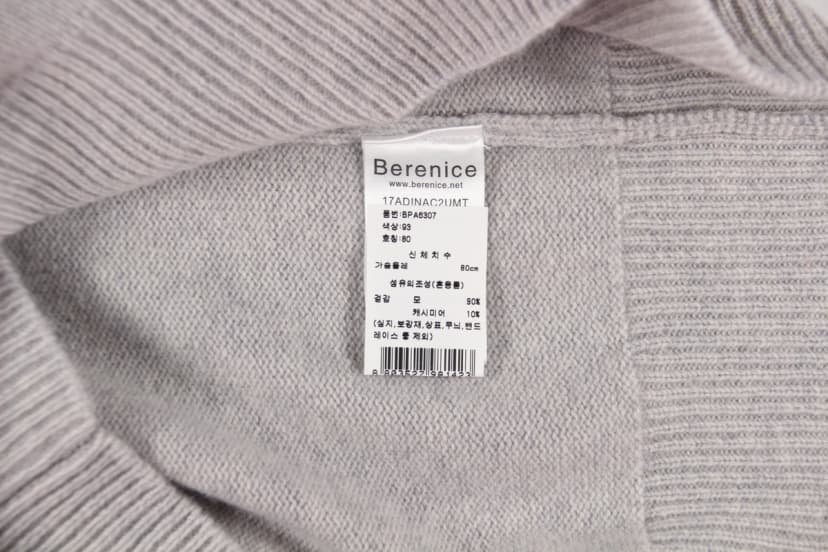 Berenice
www.berenice.net
17ADINAC2UMT
품번:BPA6307
색상:93
호칭:80
신 체 치 수
가슴둘레 80cm
섬유의조성(혼용률)
겉감 모 90%
캐시미어 10%
(심지,보강재,상표,무늬,밴드
레이스 등 제외)